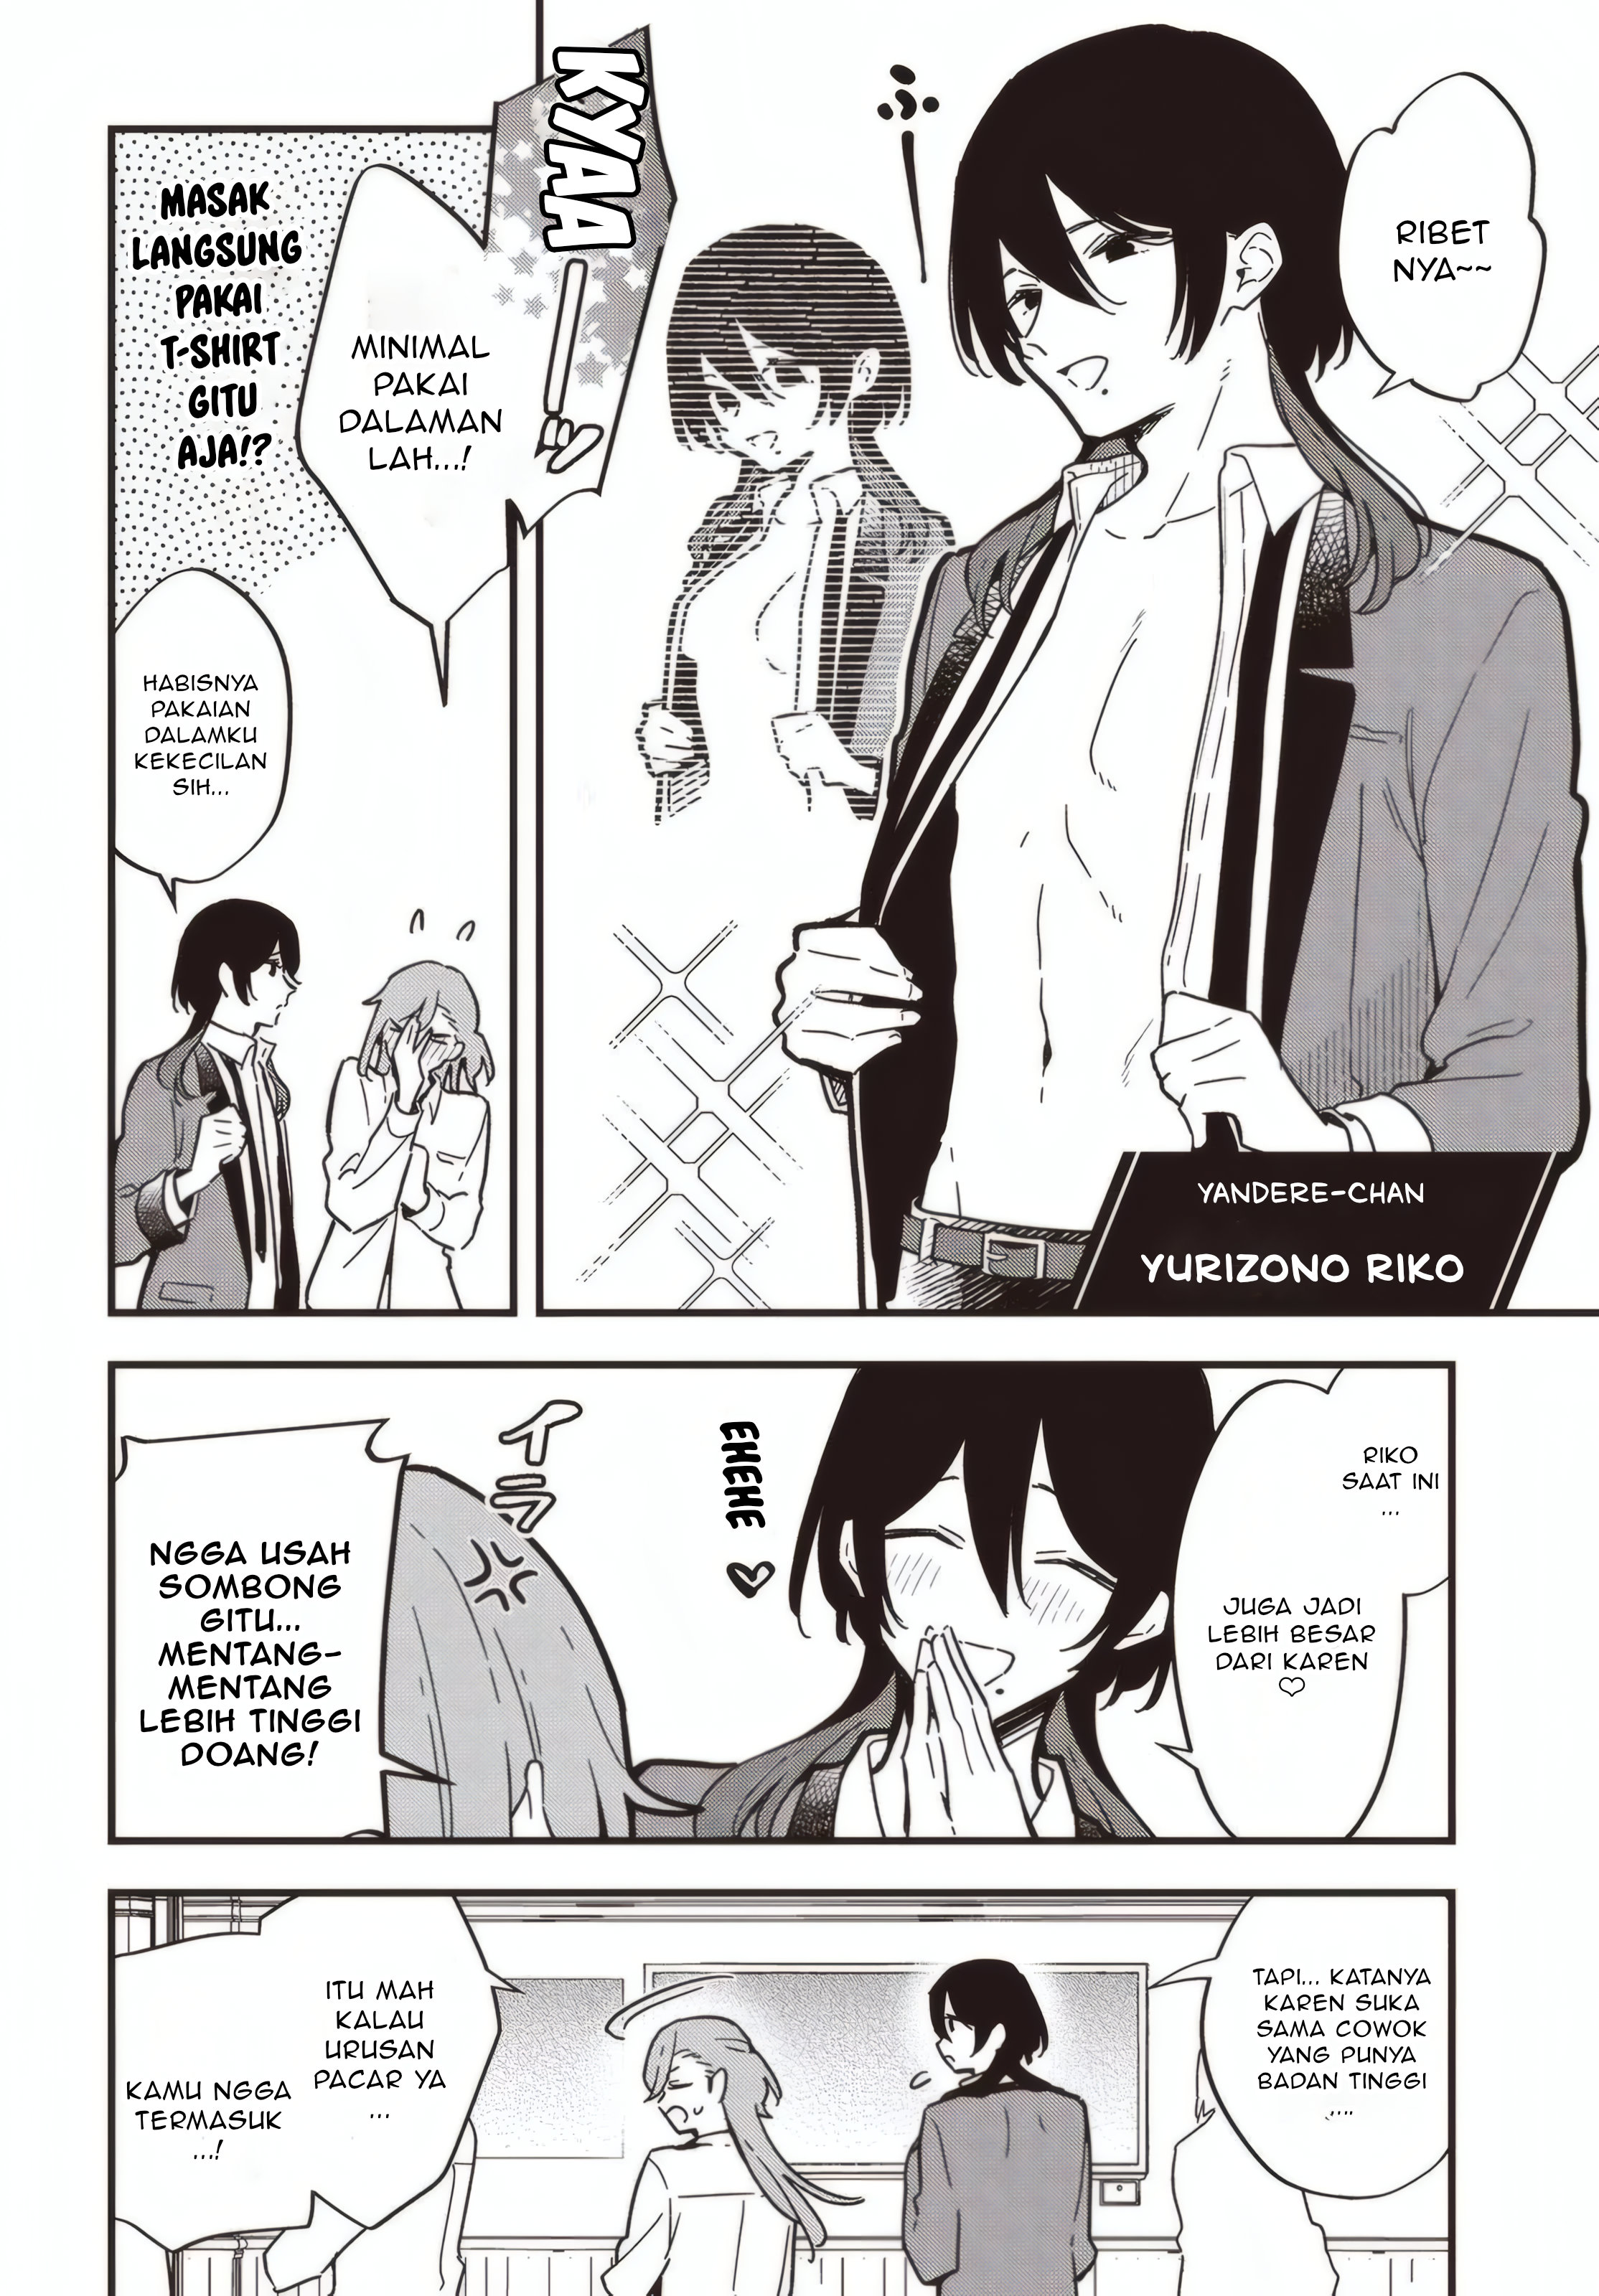 RIBET
NYA~~
ふ
KYAA
ーッ
YANDERE-CHAN
YURIZONO RIKO
MINIMAL
PAKAI
DALAMAN
LAH...!
MASAK
LANGSUNG
PAKAI
T-SHIRT
GITU
AJA!?
HABISNYA
PAKAIAN
DALAMKU
KEKECILAN
SIH...
RIKO
SAAT INI
...
JUGA JADI
LEBIH BESAR
DARI KAREN
♡
EHEHE
♡
イラ
NGGA USAH
SOMBONG
GITU...
MENTANG-
MENTANG
LEBIH TINGGI
DOANG!
TAPI... KATANYA
KAREN SUKA
SAMA COWOK
YANG PUNYA
BADAN TINGGI
....
ITU MAH
KALAU
URUSAN
PACAR YA
...
KAMU NGGA
TERMASUK
...!